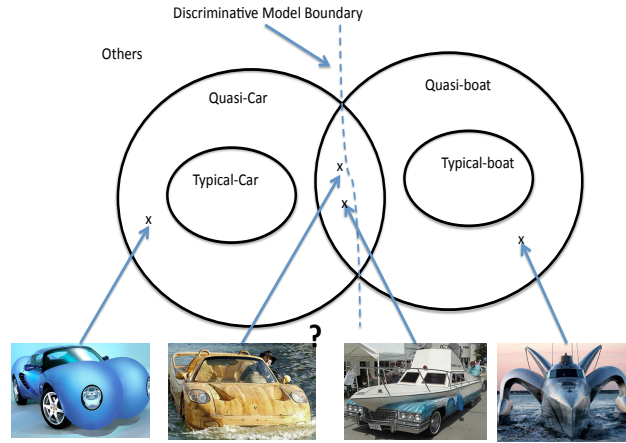 Discriminative Model Boundary
Others
Quasi-Car
Quasi-boat
Typical-Car
Typical-boat
x
x
x
x
?